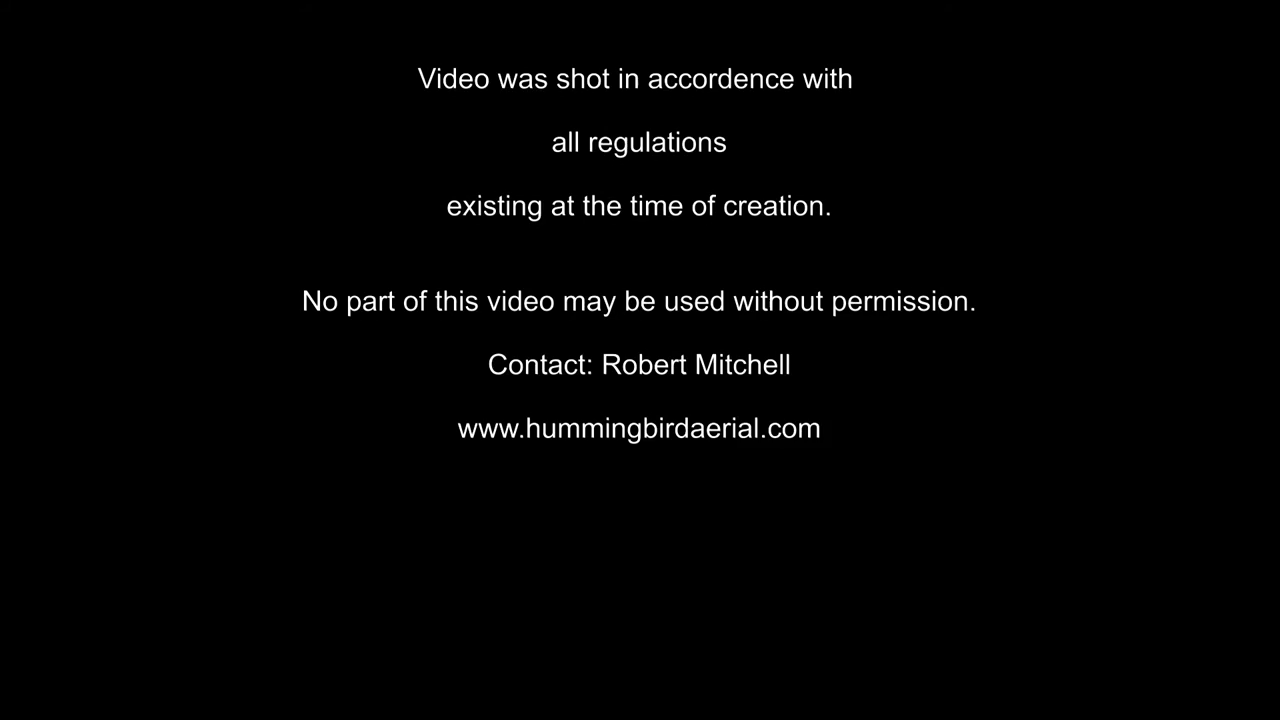 Video was shot in accordence with
all regulations
existing at the time of creation.
No part of this video may be used without permission.
Contact: Robert Mitchell
www.hummingbirdaerial.com